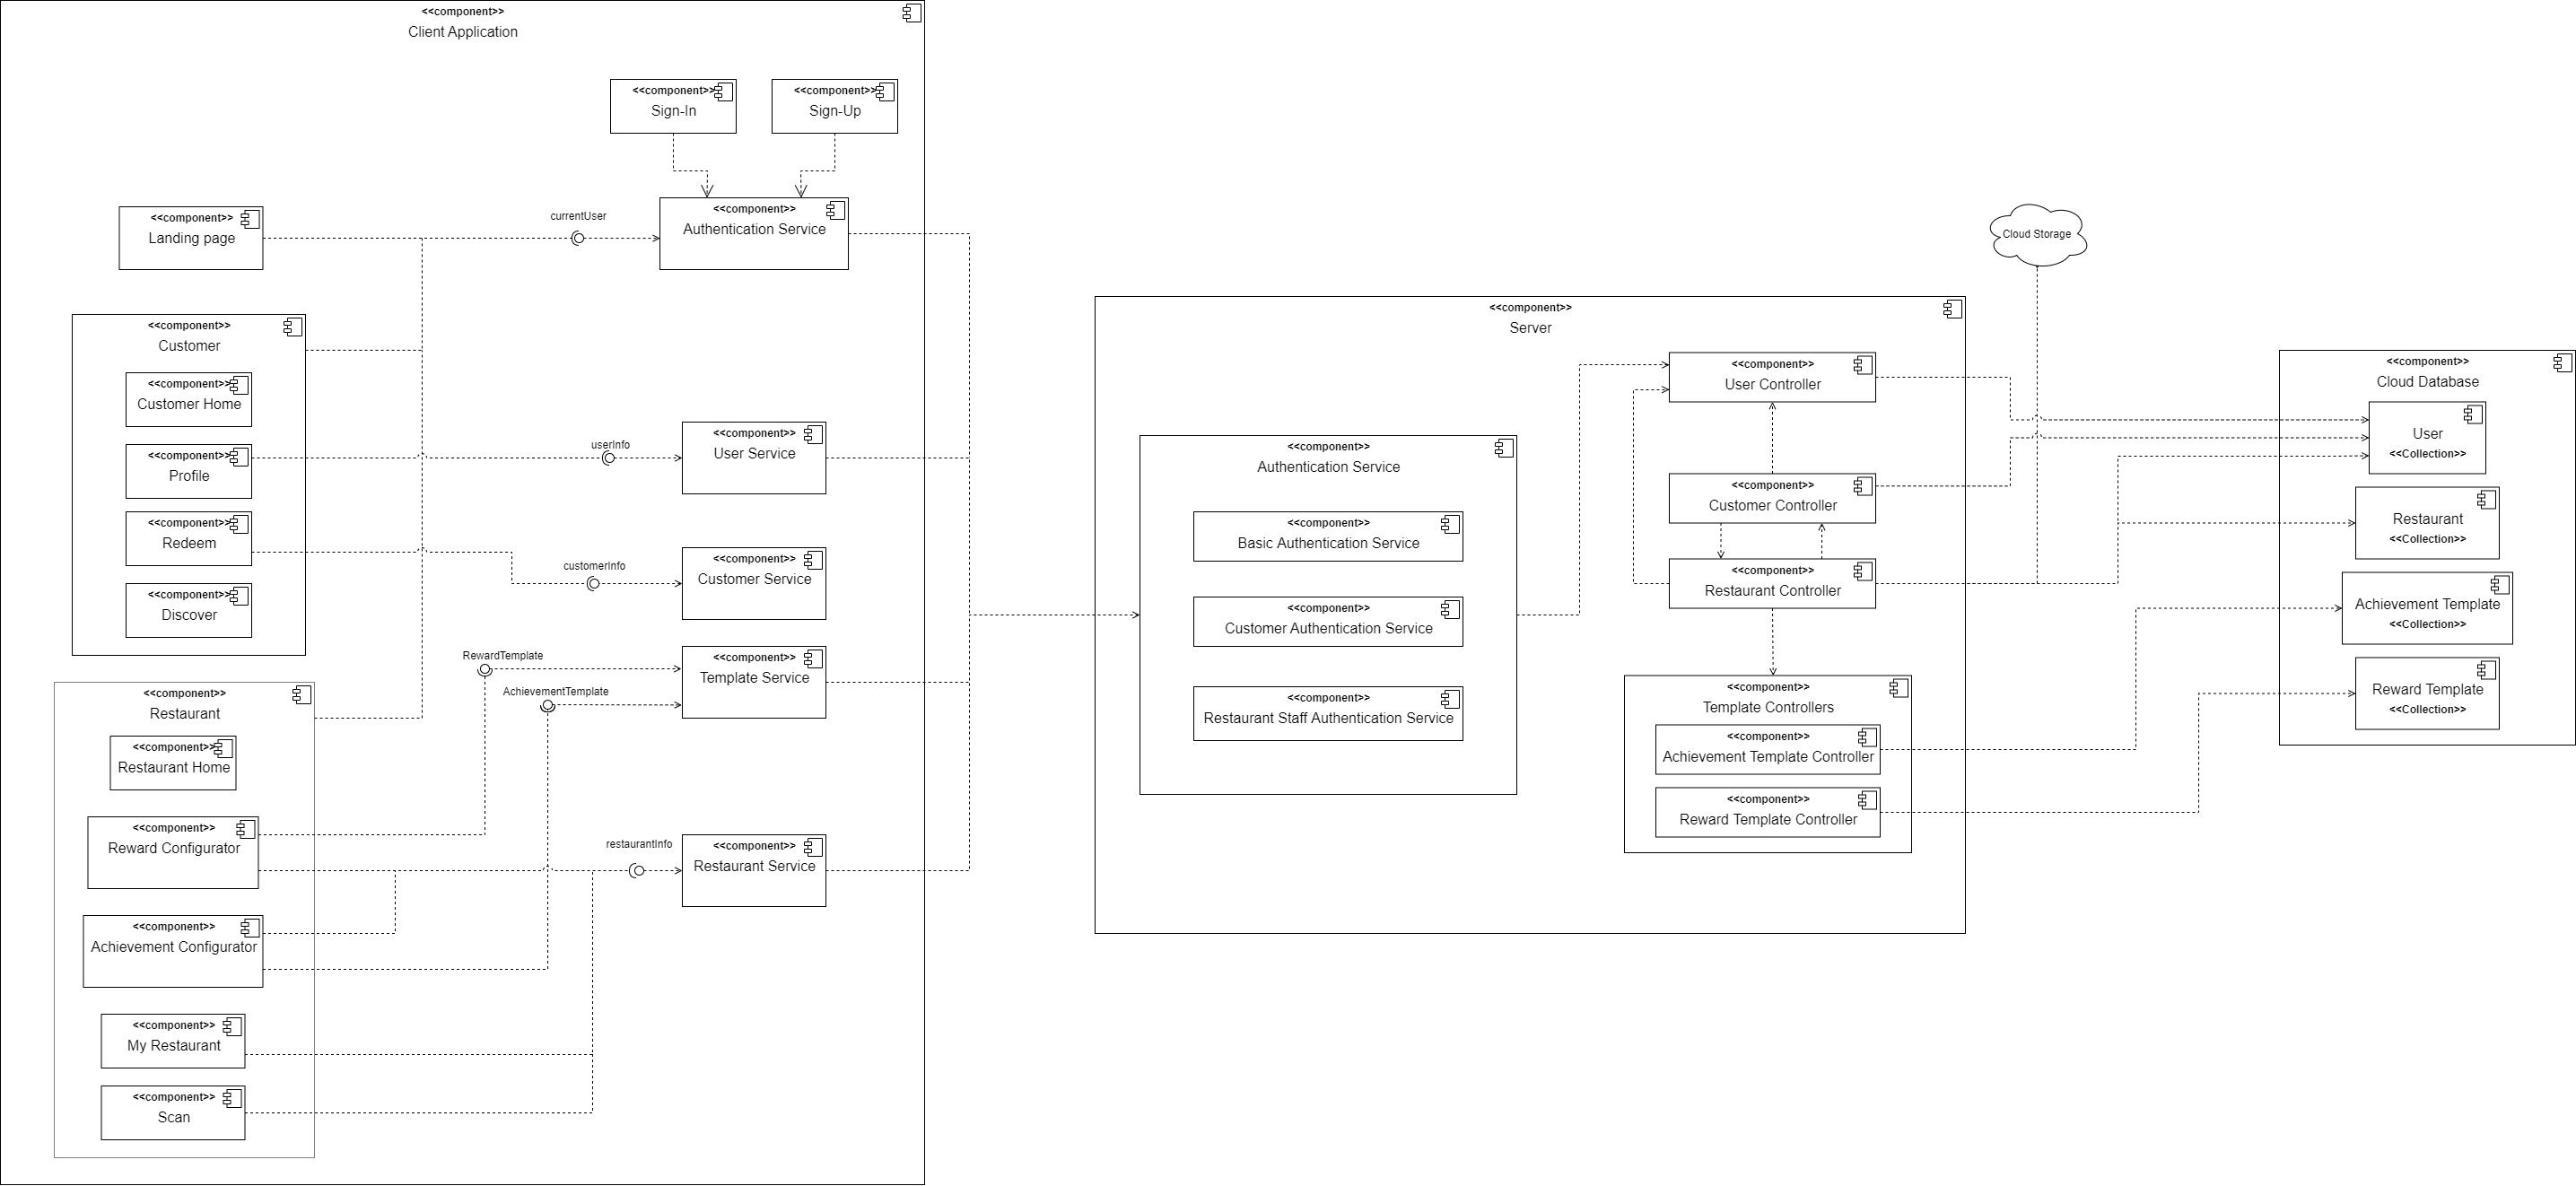 <<component>>
Client Application
<<component>>
Sign-In
<<component>>
Sign-Up
<<component>>
Landing page
currentUser
<<component>>
Authentication Service
<<component>>
Customer
<<component>>
Customer Home
<<component>>
Profile
<<component>>
Redeem
<<component>>
Discover
userInfo
<<component>>
User Service
customerInfo
<<component>>
Customer Service
RewardTemplate
AchievementTemplate
<<component>>
Template Service
<<component>>
Restaurant
<<component>>
Restaurant Home
<<component>>
Reward Configurator
<<component>>
Achievement Configurator
<<component>>
My Restaurant
<<component>>
Scan
restaurantInfo
<<component>>
Restaurant Service
<<component>>
Server
<<component>>
Authentication Service
<<component>>
Basic Authentication Service
<<component>>
Customer Authentication Service
<<component>>
Restaurant Staff Authentication Service
<<component>>
User Controller
<<component>>
Customer Controller
<<component>>
Restaurant Controller
<<component>>
Template Controllers
<<component>>
Achievement Template Controller
<<component>>
Reward Template Controller
Cloud Storage
<<component>>
Cloud Database
User
<<Collection>>
Restaurant
<<Collection>>
Achievement Template
<<Collection>>
Reward Template
<<Collection>>